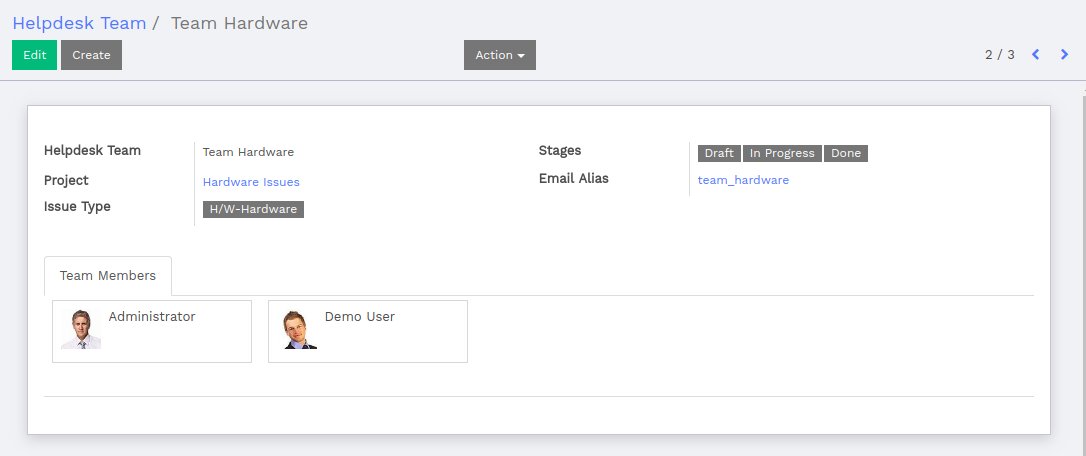 Helpdesk Team / Team Hardware
Edit Create Action 2 / 3
Helpdesk Team Team Hardware Stages Draft In Progress Done
Project Hardware Issues Email Alias team_hardware
Issue Type H/W-Hardware
Team Members
Administrator Demo User